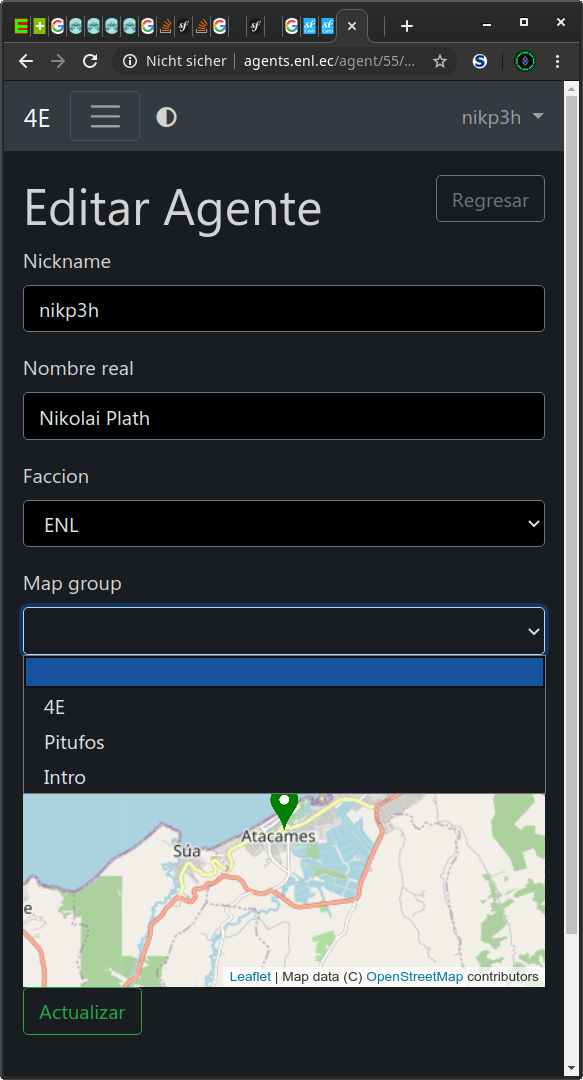 Nicht sicher | agents.enl.ec/agent/55/...
4E
nikp3h
Editar Agente
Regresar
Nickname
nikp3h
Nombre real
Nikolai Plath
Faccion
ENL
Map group
4E
Pitufos
Intro
Atacames
Súa
e
Leaflet | Map data (C) OpenStreetMap contributors
Actualizar